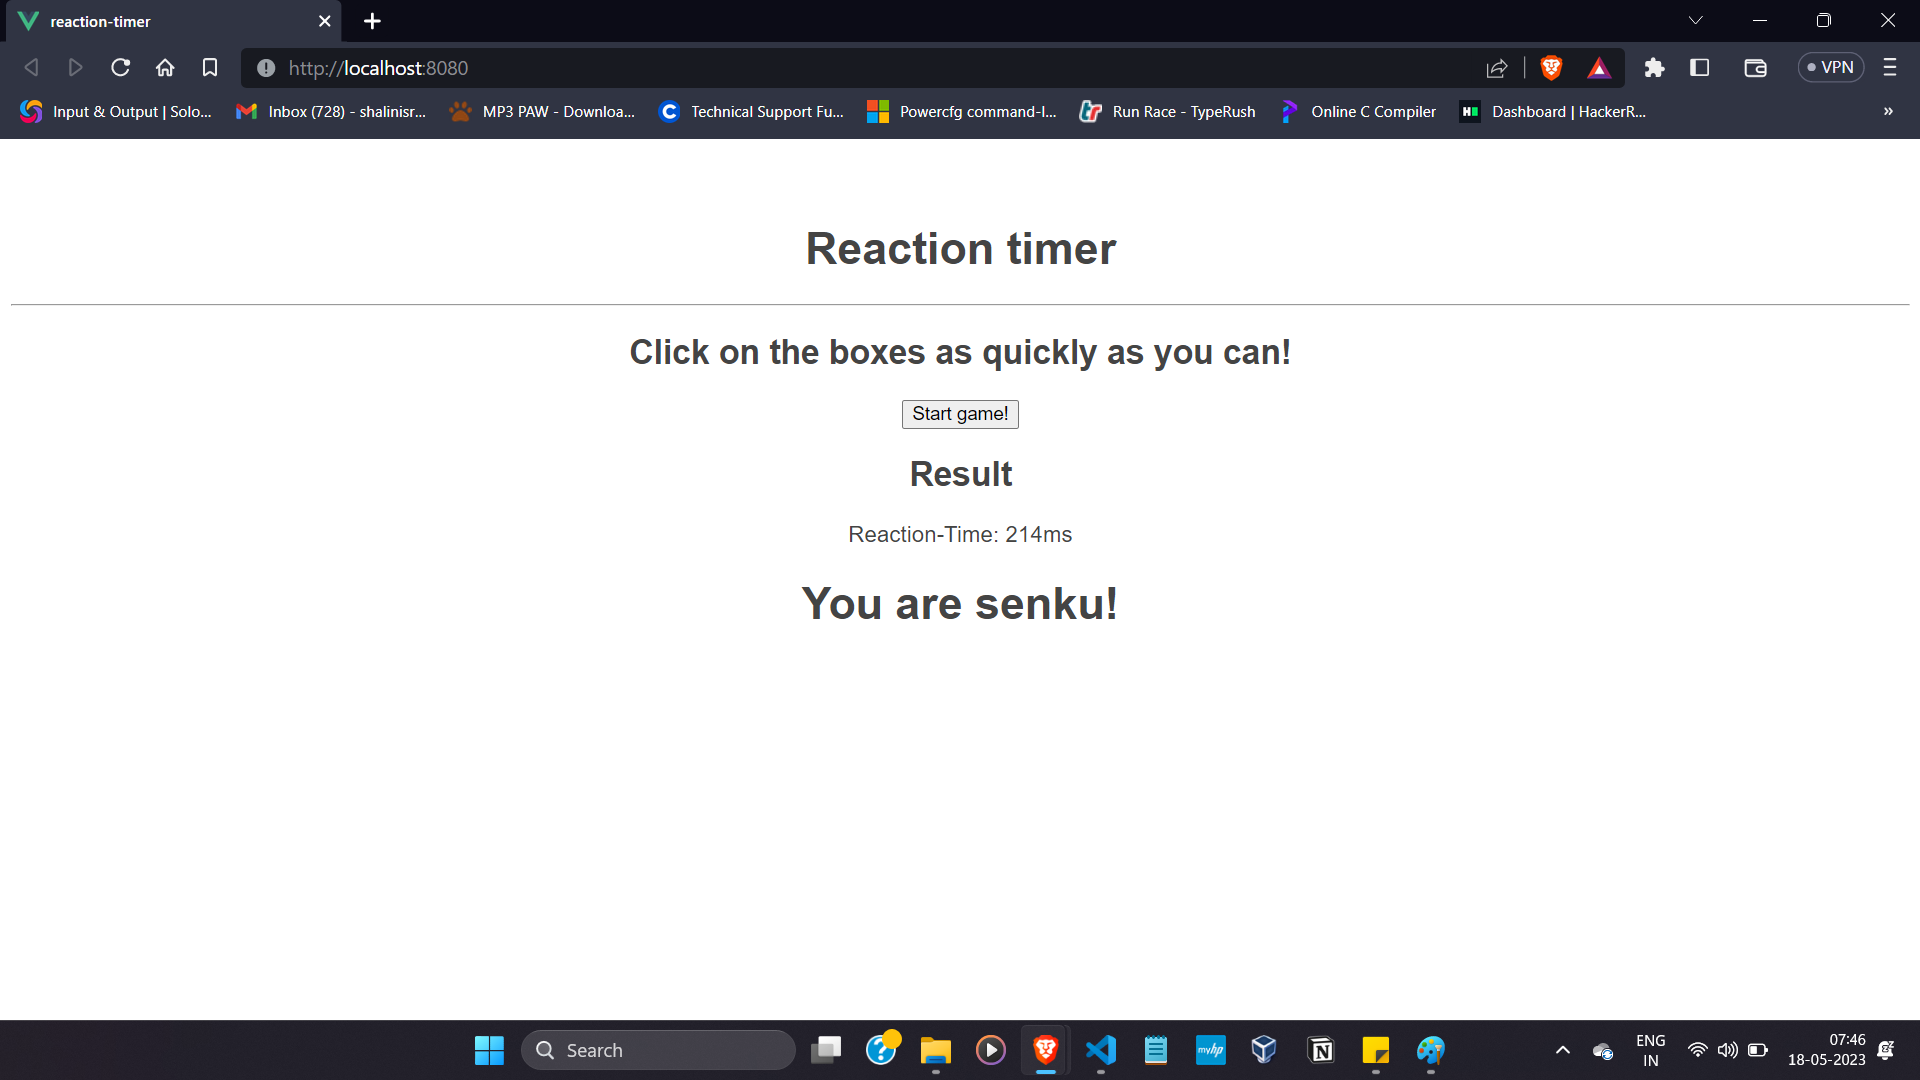 reaction-timer
http://localhost:8080
VPN
Input & Output | Solo...
Inbox (728) - shalinisr...
MP3 PAW - Downloa...
Technical Support Fu...
Powercfg command-l...
Run Race - TypeRush
Online C Compiler
Dashboard | HackerR...
Reaction timer
Click on the boxes as quickly as you can!
Start game!
Result
Reaction-Time: 214ms
You are senku!
Search
myhp
ENG
IN
07:46
18-05-2023